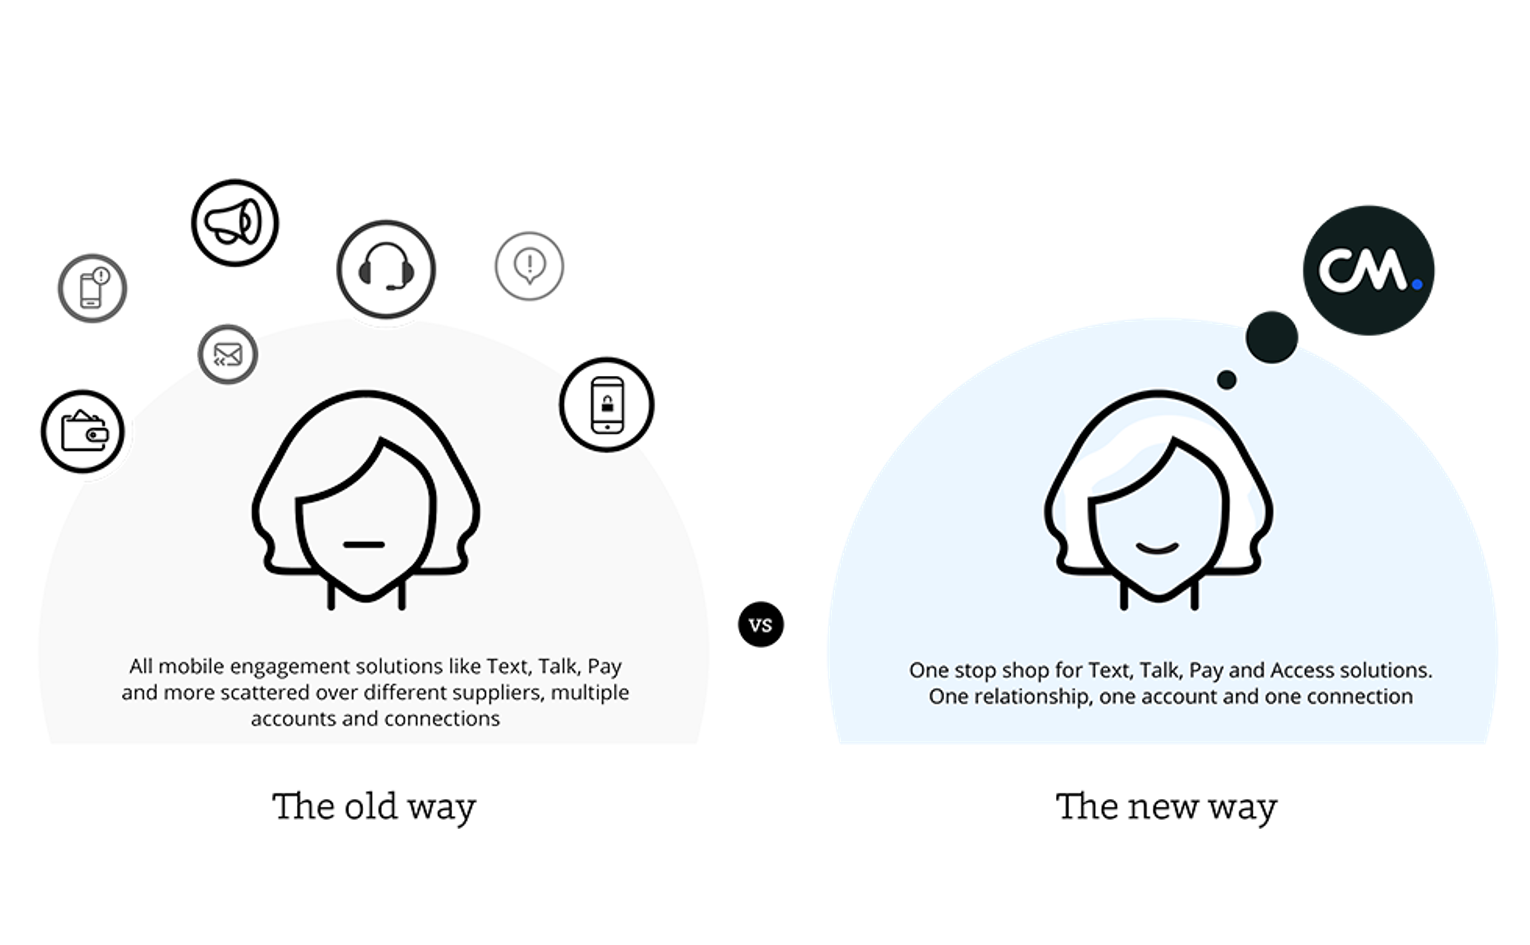 CM.
All mobile engagement solutions like Text, Talk, Pay
and more scattered over different suppliers, multiple
accounts and connections
The old way
VS
One stop shop for Text, Talk, Pay and Access solutions.
One relationship, one account and one connection
The new way